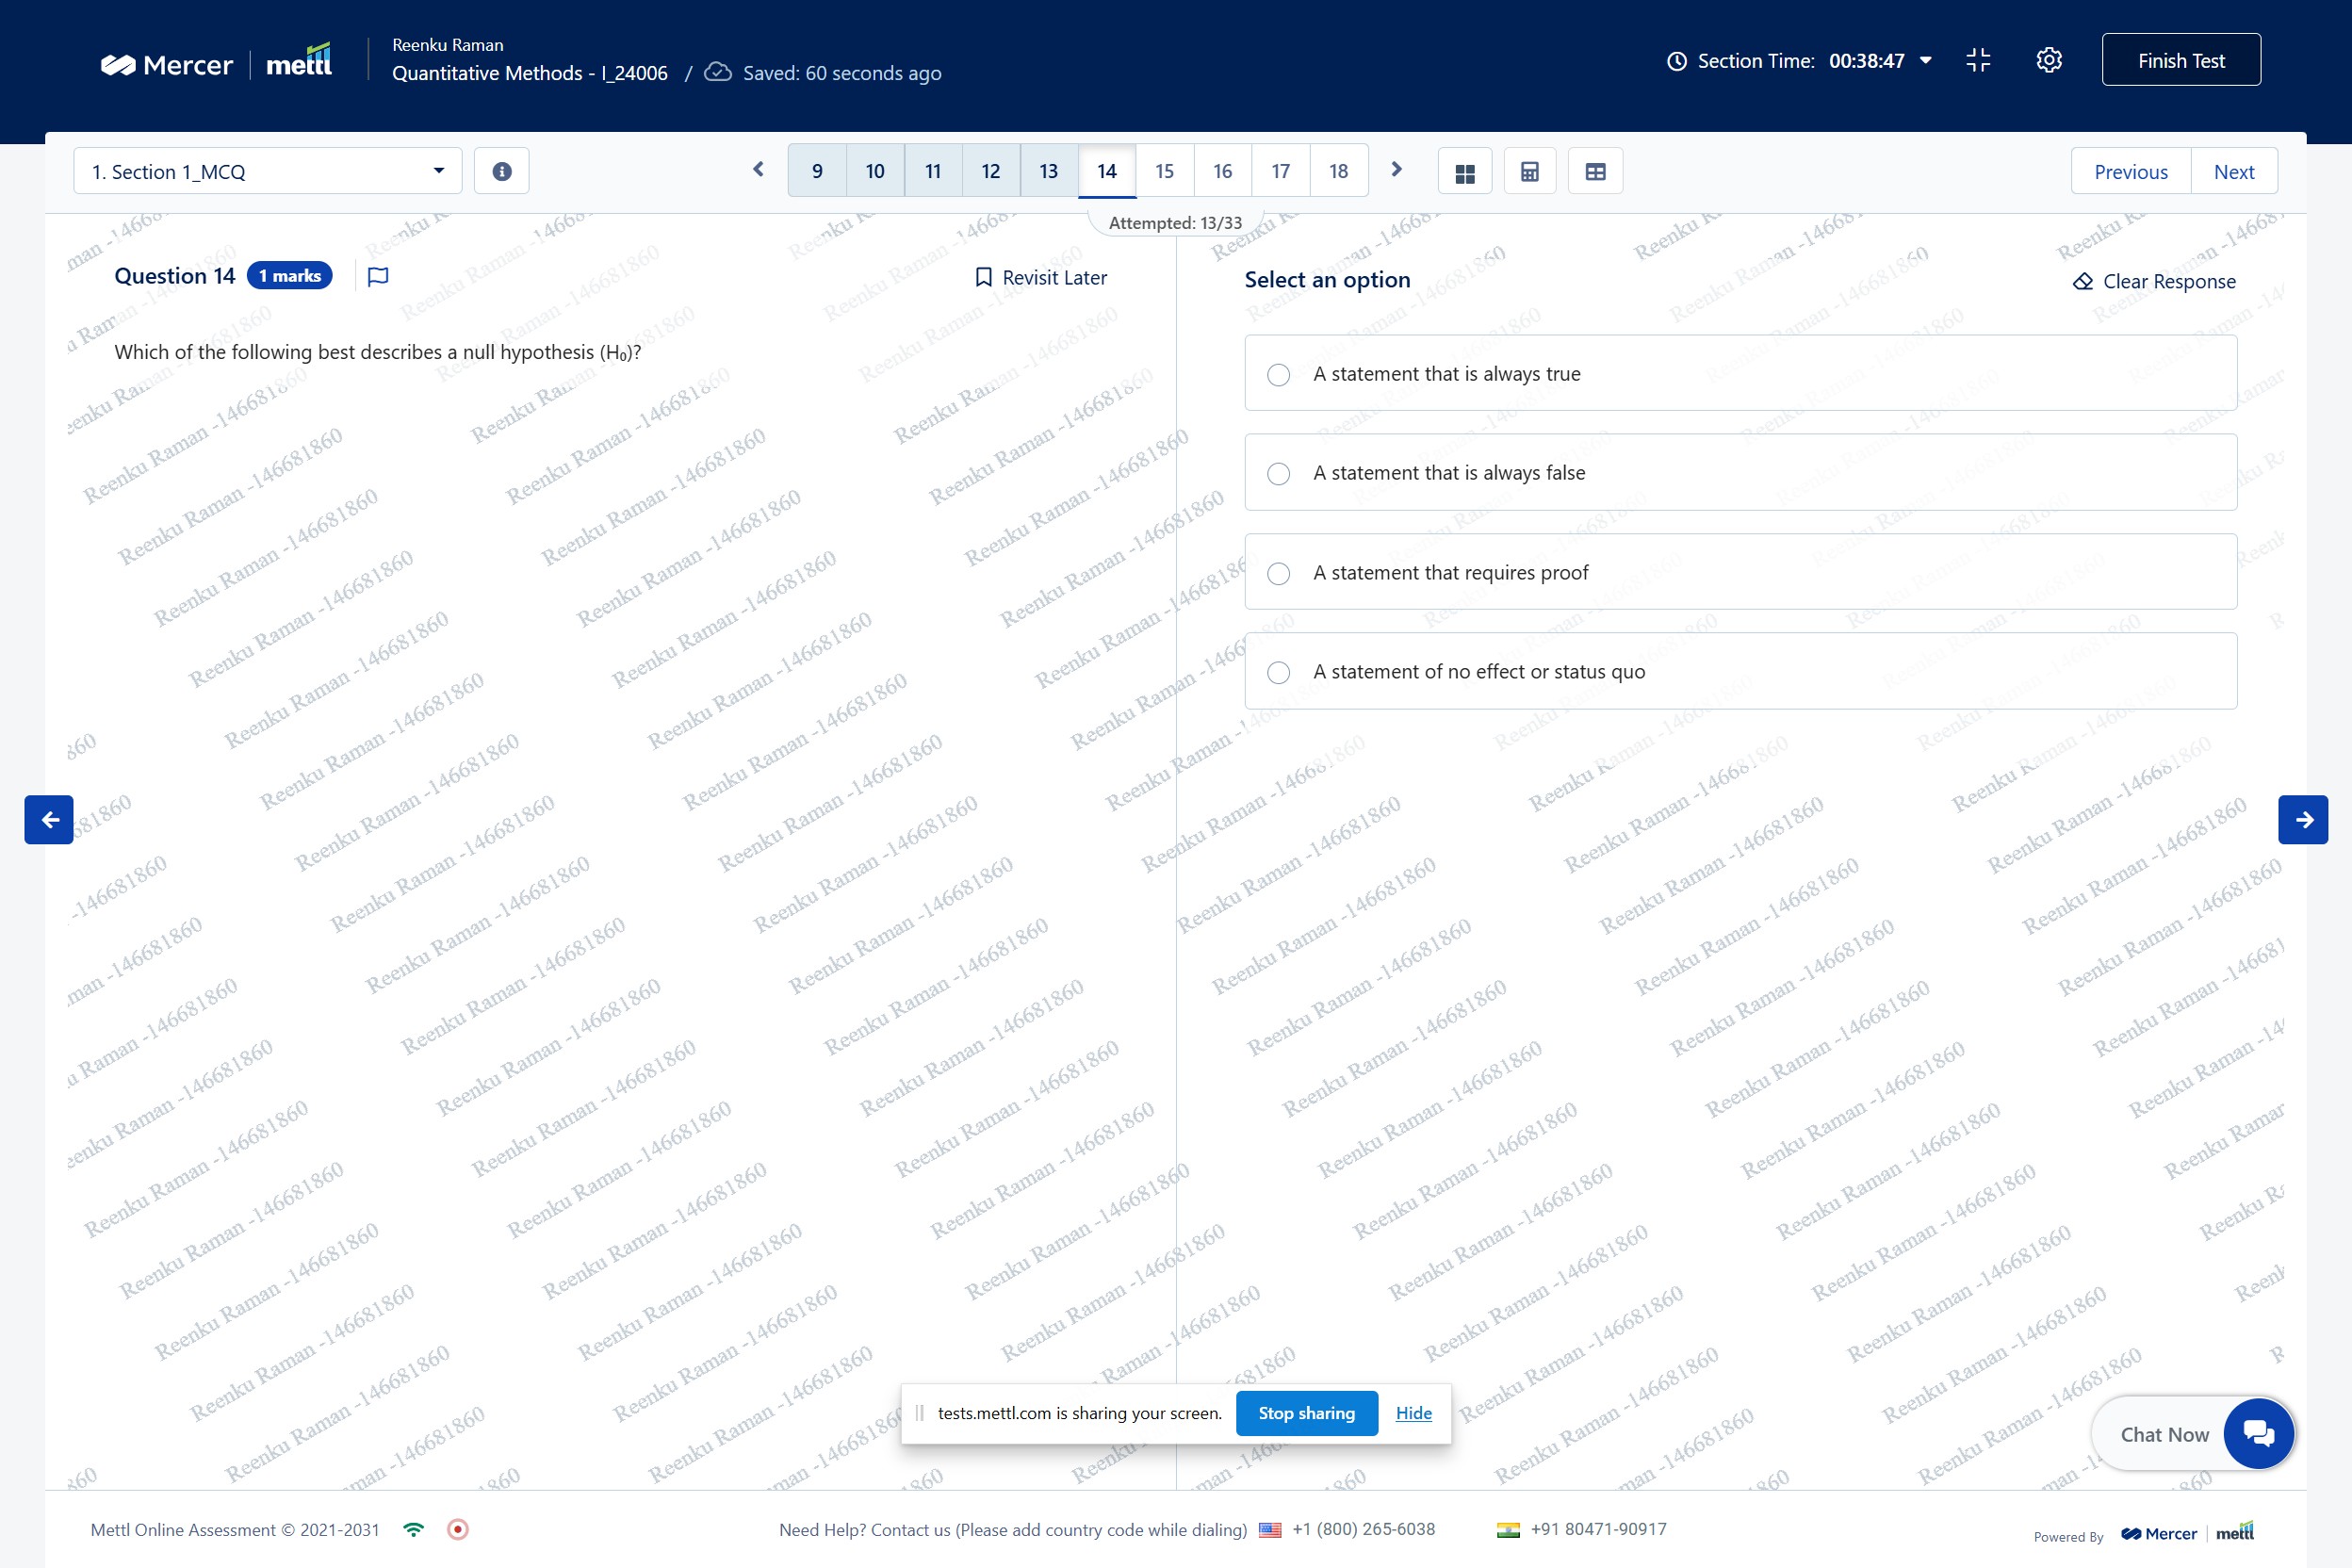 Mercer | mettl
Reenku Raman
Quantitative Methods - I_24006 / Saved: 60 seconds ago
Section Time: 00:38:47
Finish Test
1. Section 1_MCQ
9 10 11 12 13 14 15 16 17 18
Previous Next
Attempted: 13/33
Question 14 1 marks
Revisit Later
Which of the following best describes a null hypothesis (H₀)?
Select an option
Clear Response
A statement that is always true
A statement that is always false
A statement that requires proof
A statement of no effect or status quo
Reenku Raman -146681860
tests.mettl.com is sharing your screen. Stop sharing Hide
Chat Now
Mettl Online Assessment © 2021-2031
Need Help? Contact us (Please add country code while dialing) +1 (800) 265-6038 +91 80471-90917
Powered By Mercer | mettl